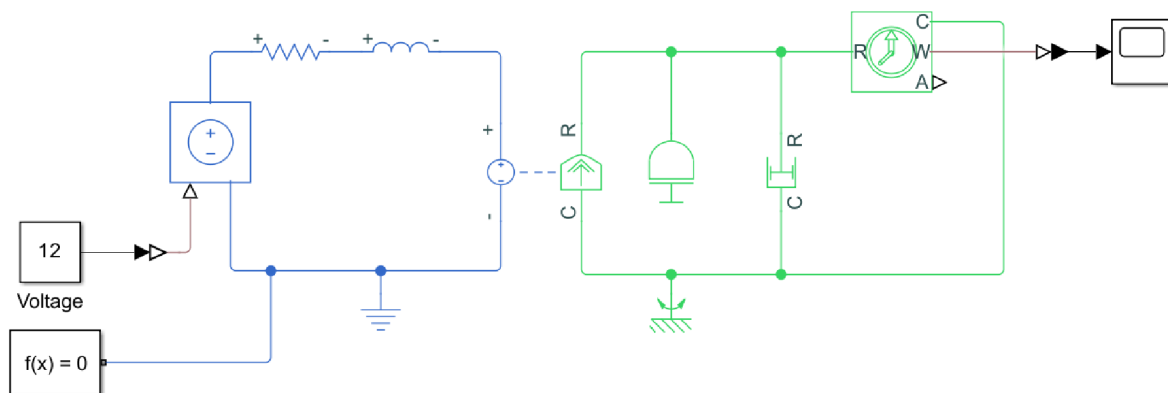 + - + -
C
R W
A
+
-
+
R
+
-
R
12
-
C
C
Voltage
f(x) = 0